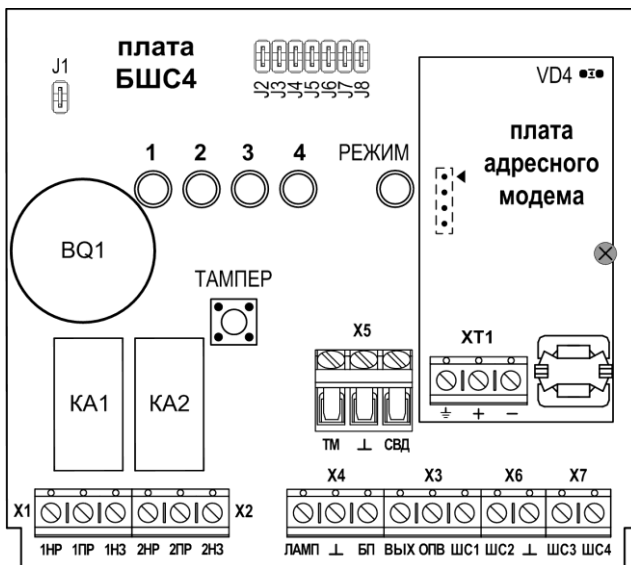 плата
БШС4
J1
J2
J3
J4
J5
J6
J7
J8
VD4
плата
адресного
модема
1 2 3 4 РЕЖИМ
BQ1
ТАМПЕР
X5
XT1
KA1 KA2
+ −
ТМ ⊥ СВД
X4 X3 X6 X7
X1 X2
1НР 1ПР 1НЗ 2НР 2ПР 2НЗ ЛАМП ⊥ БП ВЫХ ОПВ ШС1 ШС2 ⊥ ШС3 ШС4